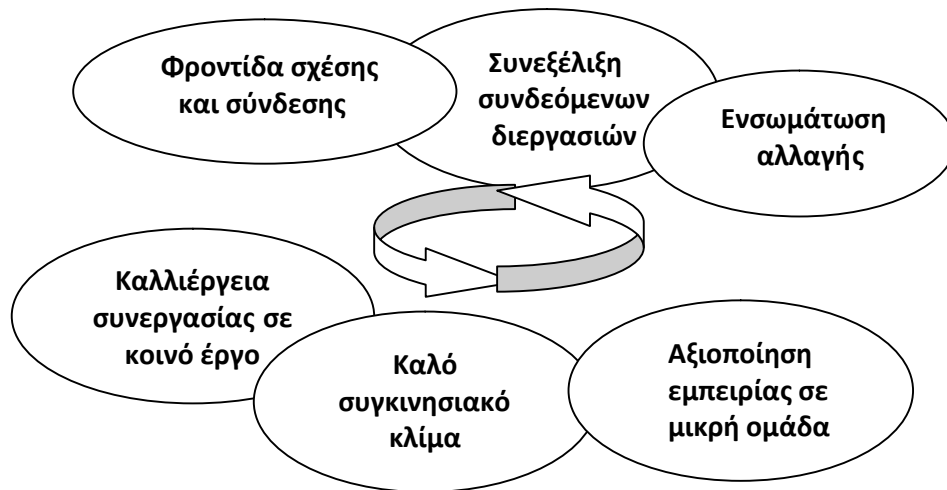 Φροντίδα σχέσης
και σύνδεσης
Συνεξέλιξη
συνδεόμενων
διεργασιών
Ενσωμάτωση
αλλαγής
Καλλιέργεια
συνεργασίας σε
κοινό έργο
Καλό
συγκινησιακό
κλίμα
Αξιοποίηση
εμπειρίας σε
μικρή ομάδα